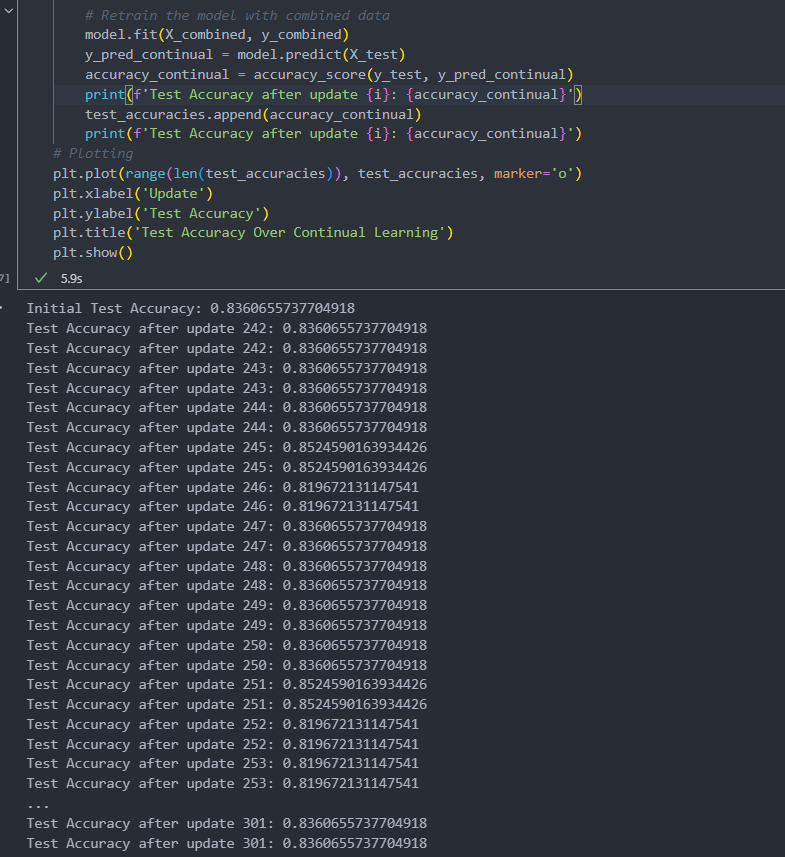 # Retrain the model with combined data
model.fit(X_combined, y_combined)
y_pred_continual = model.predict(X_test)
accuracy_continual = accuracy_score(y_test, y_pred_continual)
print(f'Test Accuracy after update {i}: {accuracy_continual}')
test_accuracies.append(accuracy_continual)
print(f'Test Accuracy after update {i}: {accuracy_continual}')
# Plotting
plt.plot(range(len(test_accuracies)), test_accuracies, marker='o')
plt.xlabel('Update')
plt.ylabel('Test Accuracy')
plt.title('Test Accuracy Over Continual Learning')
plt.show()
7] 5.9s
Initial Test Accuracy: 0.8360655737704918
Test Accuracy after update 242: 0.8360655737704918
Test Accuracy after update 242: 0.8360655737704918
Test Accuracy after update 243: 0.8360655737704918
Test Accuracy after update 243: 0.8360655737704918
Test Accuracy after update 244: 0.8360655737704918
Test Accuracy after update 244: 0.8360655737704918
Test Accuracy after update 245: 0.8524590163934426
Test Accuracy after update 245: 0.8524590163934426
Test Accuracy after update 246: 0.819672131147541
Test Accuracy after update 246: 0.819672131147541
Test Accuracy after update 247: 0.8360655737704918
Test Accuracy after update 247: 0.8360655737704918
Test Accuracy after update 248: 0.8360655737704918
Test Accuracy after update 248: 0.8360655737704918
Test Accuracy after update 249: 0.8360655737704918
Test Accuracy after update 249: 0.8360655737704918
Test Accuracy after update 250: 0.8360655737704918
Test Accuracy after update 250: 0.8360655737704918
Test Accuracy after update 251: 0.8524590163934426
Test Accuracy after update 251: 0.8524590163934426
Test Accuracy after update 252: 0.819672131147541
Test Accuracy after update 252: 0.819672131147541
Test Accuracy after update 253: 0.819672131147541
Test Accuracy after update 253: 0.819672131147541
...
Test Accuracy after update 301: 0.8360655737704918
Test Accuracy after update 301: 0.8360655737704918